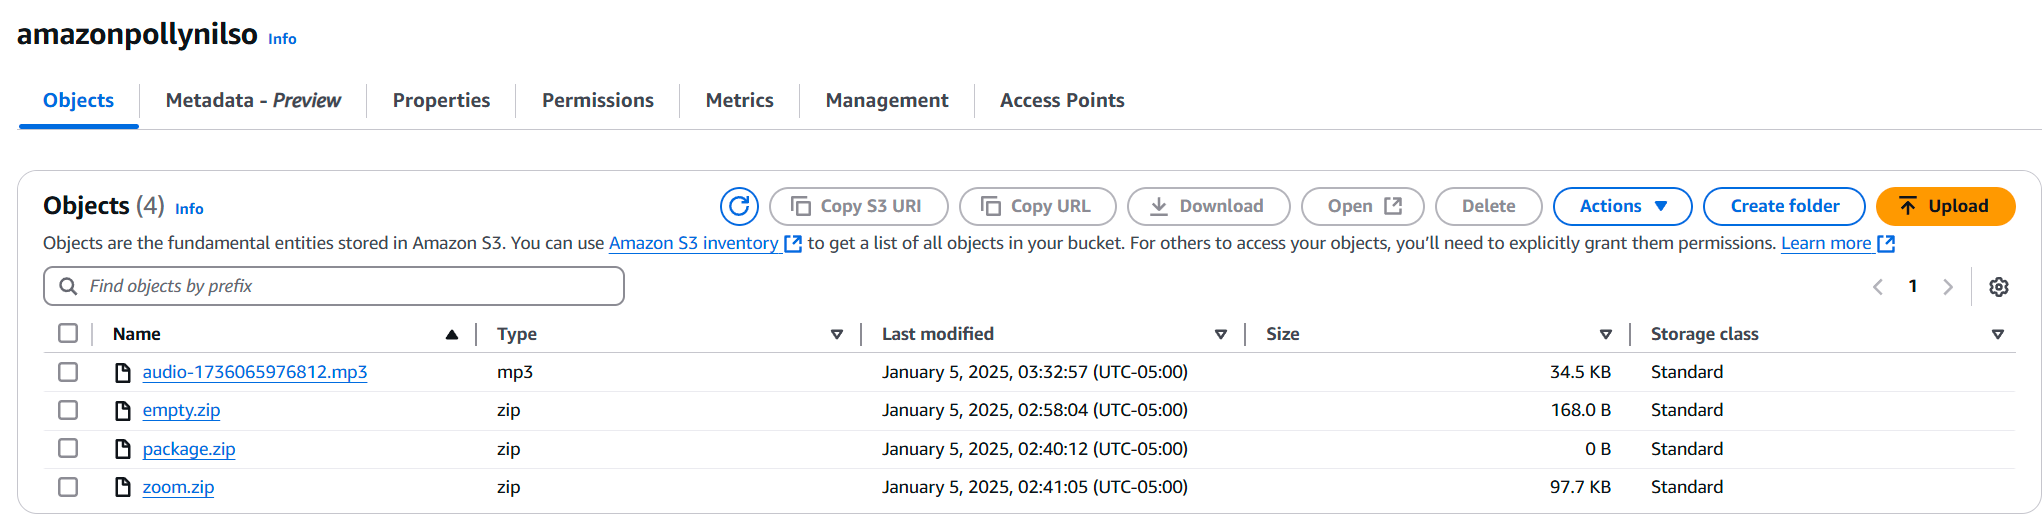 amazonpollynilso Info
Objects Metadata - Preview Properties Permissions Metrics Management Access Points
Objects (4) Info Copy S3 URI Copy URL Download Open Delete Actions Create folder Upload
Objects are the fundamental entities stored in Amazon S3. You can use Amazon S3 inventory to get a list of all objects in your bucket. For others to access your objects, you’ll need to explicitly grant them permissions. Learn more
Find objects by prefix 1
Name Type Last modified Size Storage class
audio-1736065976812.mp3 mp3 January 5, 2025, 03:32:57 (UTC-05:00) 34.5 KB Standard
empty.zip zip January 5, 2025, 02:58:04 (UTC-05:00) 168.0 B Standard
package.zip zip January 5, 2025, 02:40:12 (UTC-05:00) 0 B Standard
zoom.zip zip January 5, 2025, 02:41:05 (UTC-05:00) 97.7 KB Standard